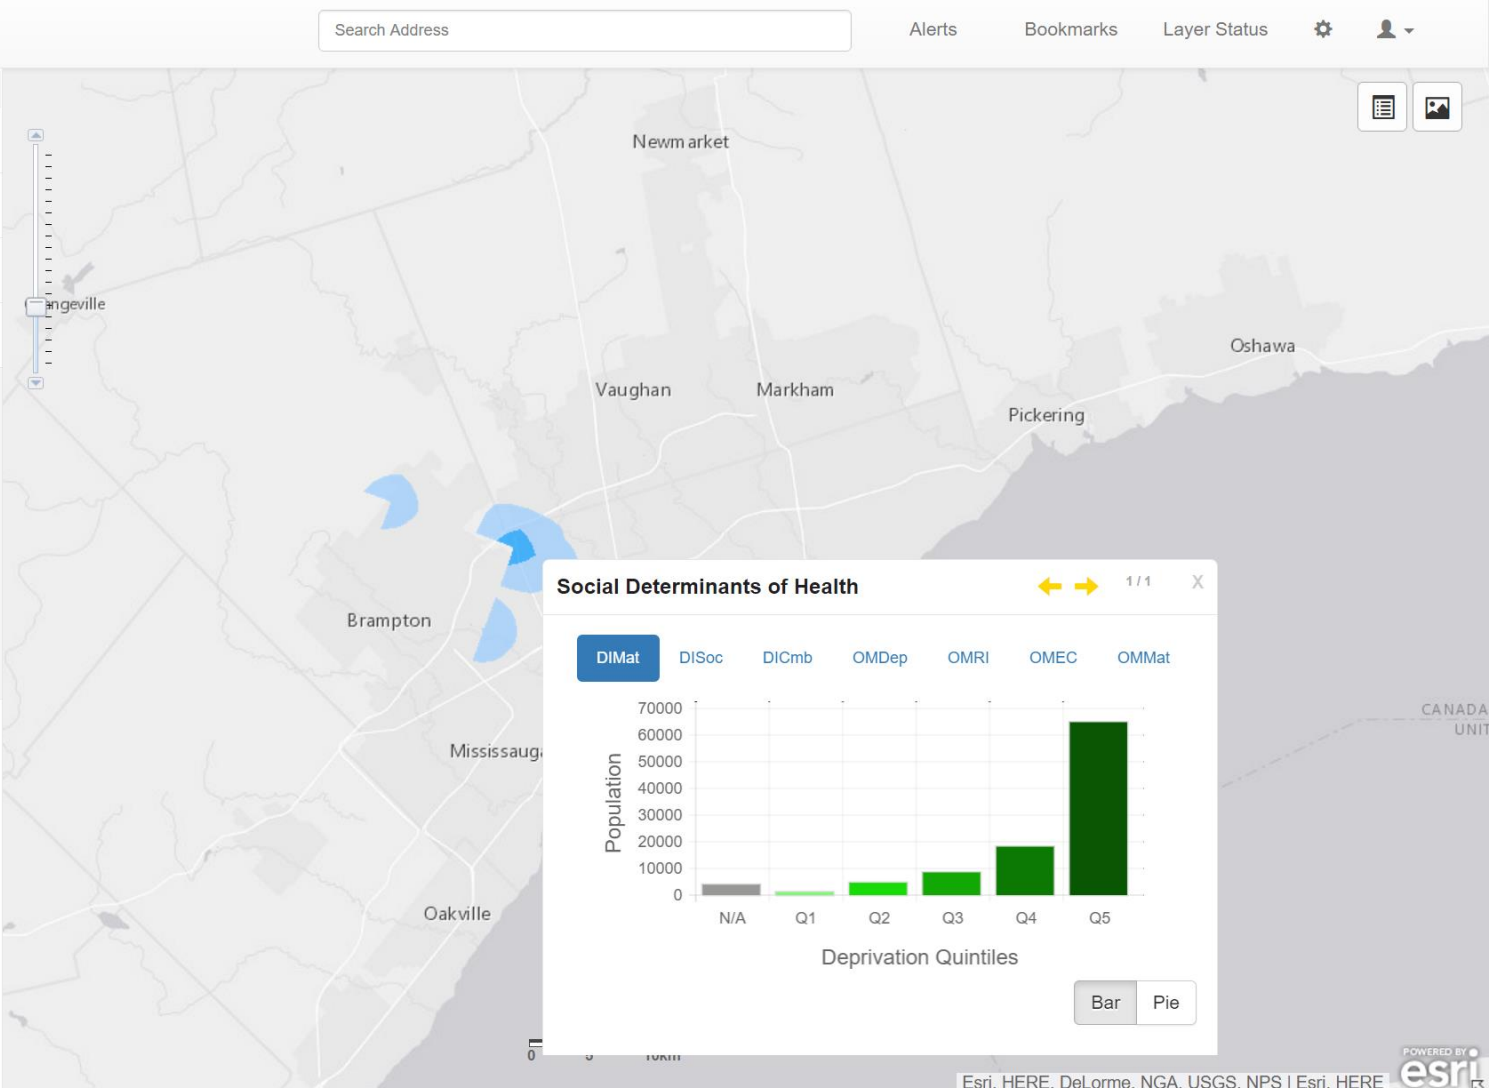 Search Address
Alerts
Bookmarks
Layer Status
Newmarket
Oshawa
Vaughan
Markham
Pickering
Brampton
Social Determinants of Health
1 / 1
X
DIMat
DISoc
DICmb
OMDep
OMRI
OMEC
OMMat
70000
60000
50000
40000
30000
20000
10000
0
Population
N/A
Q1
Q2
Q3
Q4
Q5
Deprivation Quintiles
Bar
Pie
CANADA
UNIT
Oakville
0
POWERED BY
esri
Esri, HERE, DeLorme, NGA, USGS, NPS | Esri, HERE